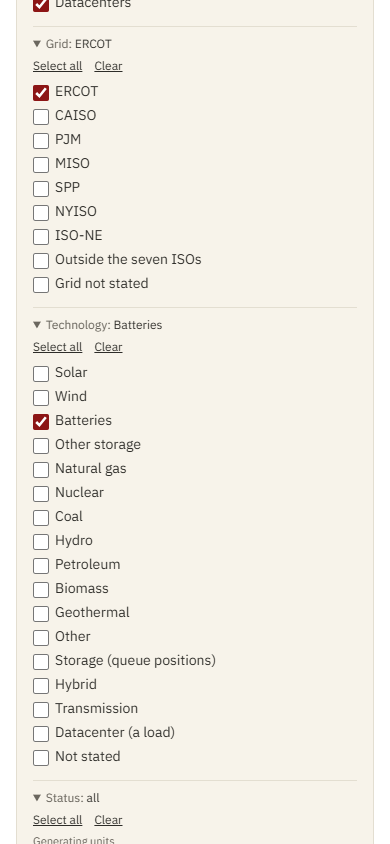 Datacenters
▼ Grid: ERCOT
Select all Clear
ERCOT
CAISO
PJM
MISO
SPP
NYISO
ISO-NE
Outside the seven ISOs
Grid not stated
▼ Technology: Batteries
Select all Clear
Solar
Wind
Batteries
Other storage
Natural gas
Nuclear
Coal
Hydro
Petroleum
Biomass
Geothermal
Other
Storage (queue positions)
Hybrid
Transmission
Datacenter (a load)
Not stated
▼ Status: all
Select all Clear
Generating units